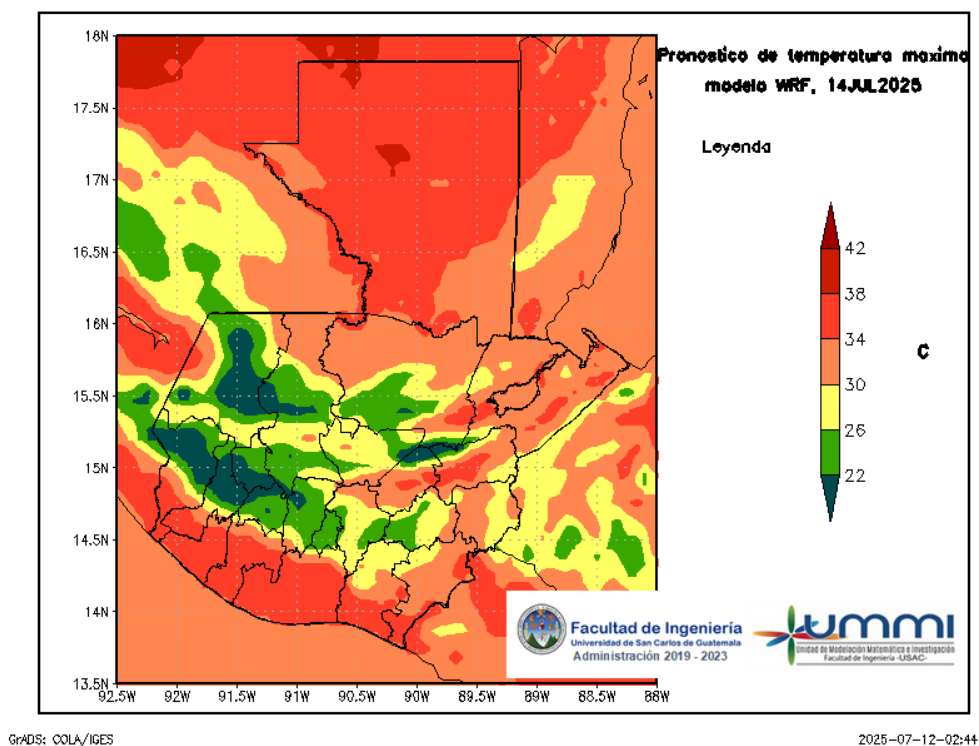 Pronostico de temperatura maxima
modelo WRF, 14JUL2025
Leyenda
42
38
34
30
26
22
C
18N
17.5N
17N
16.5N
16N
15.5N
15N
14.5N
14N
13.5N
92.5W 92W 91.5W 91W 90.5W 90W 89.5W 89W 88.5W 88W
Facultad de Ingeniería
Universidad de San Carlos de Guatemala
Administración 2019 - 2023
ummi
Unidad de Modelación Matemática e Investigación
Facultad de Ingeniería -USAC-
GrADS: COLA/IGES
2025-07-12-02:44